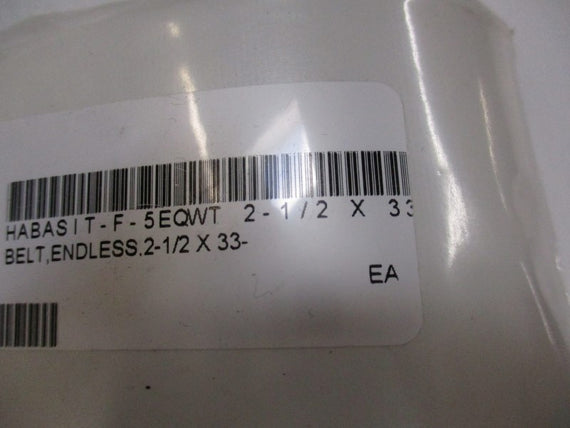 HABASIT-F-5EQWT 2-1/2 X 33
BELT,ENDLESS.2-1/2 X 33-
EA